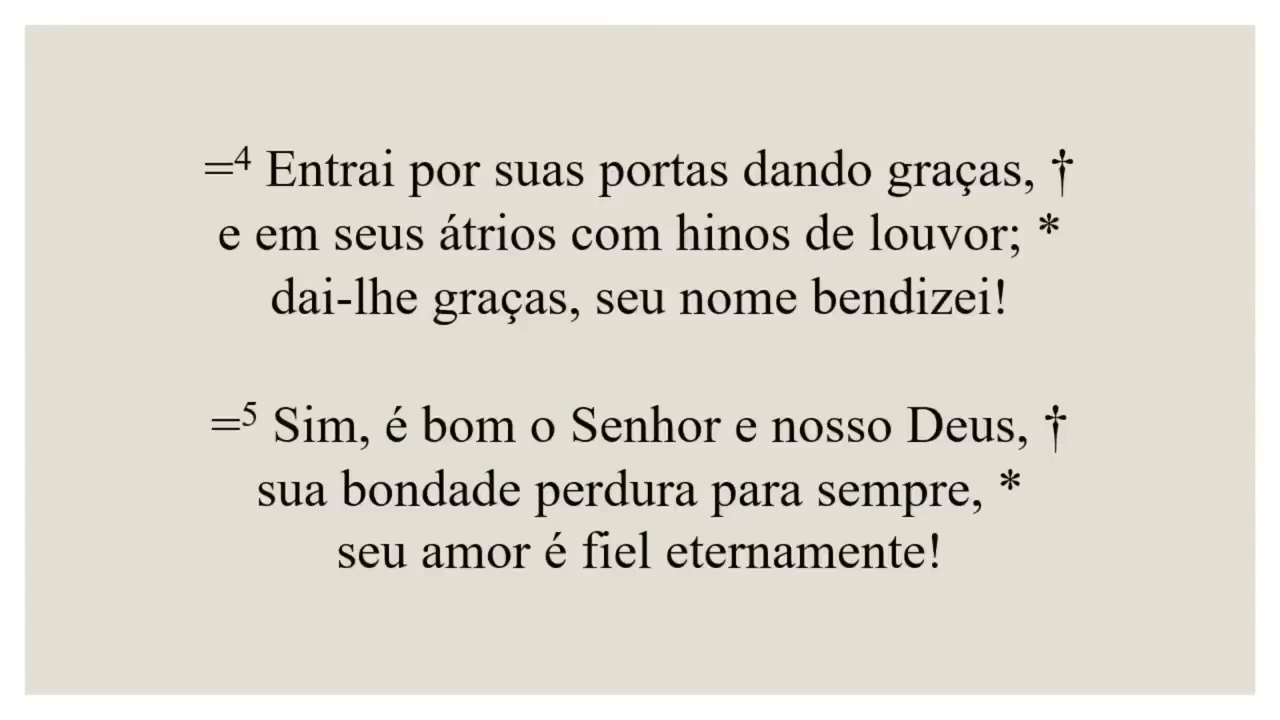 =⁴ Entrai por suas portas dando graças, †
e em seus átrios com hinos de louvor; *
dai-lhe graças, seu nome bendizei!
=⁵ Sim, é bom o Senhor e nosso Deus, †
sua bondade perdura para sempre, *
seu amor é fiel eternamente!